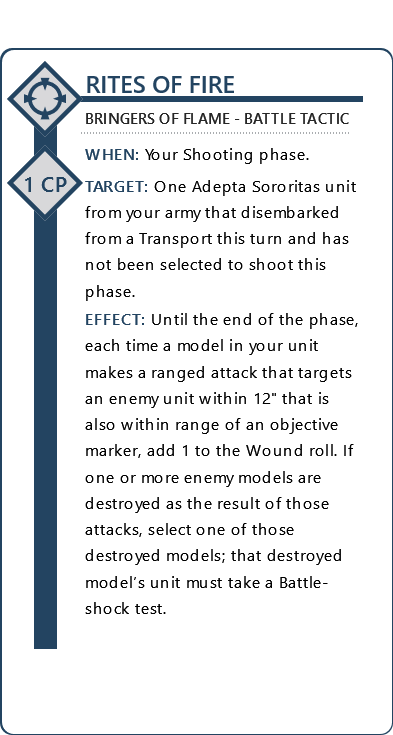 RITES OF FIRE
BRINGERS OF FLAME - BATTLE TACTIC
WHEN: Your Shooting phase.
1 CP
TARGET: One Adepta Sororitas unit
from your army that disembarked
from a Transport this turn and has
not been selected to shoot this
phase.
EFFECT: Until the end of the phase,
each time a model in your unit
makes a ranged attack that targets
an enemy unit within 12" that is
also within range of an objective
marker, add 1 to the Wound roll. If
one or more enemy models are
destroyed as the result of those
attacks, select one of those
destroyed models; that destroyed
model’s unit must take a Battle-
shock test.